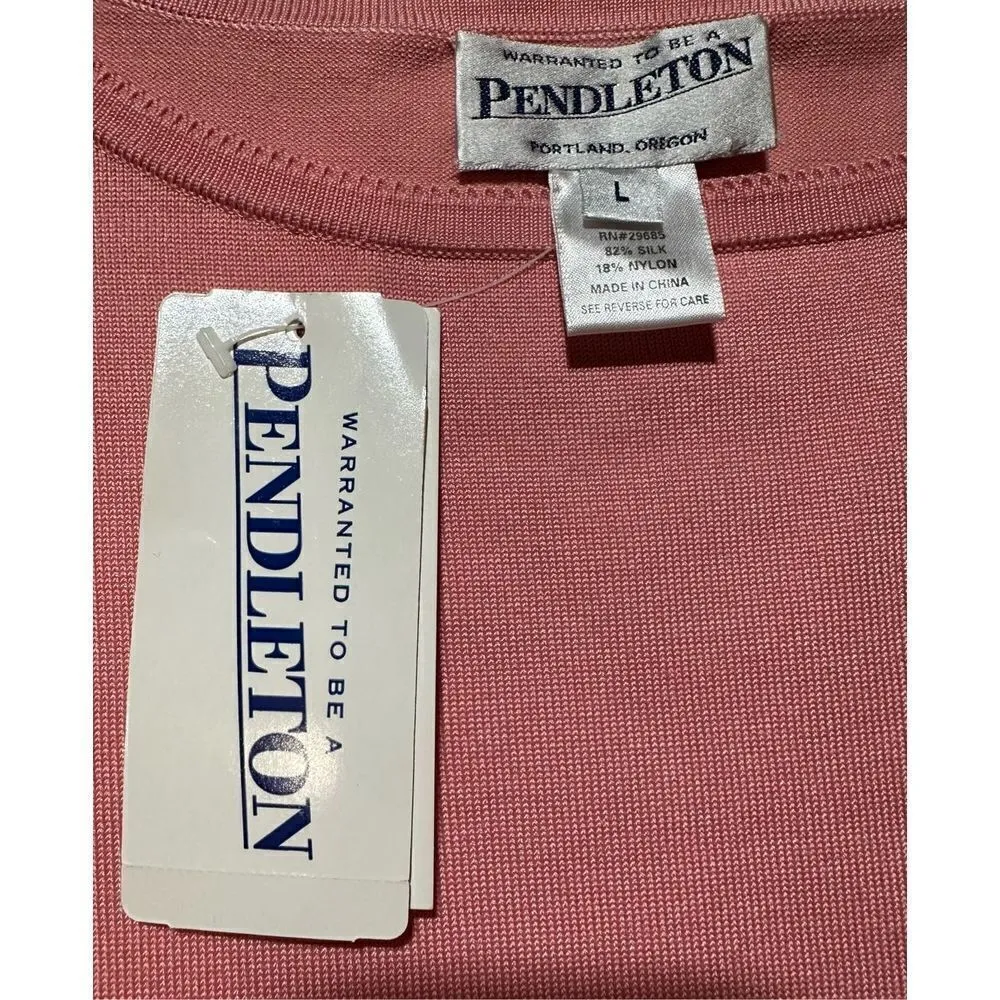 WARRANTED TO BE A
PENDLETON
PORTLAND, OREGON
L
RN#29685
82% SILK
18% NYLON
MADE IN CHINA
SEE REVERSE FOR CARE
WARRANTED TO BE A
PENDLETON